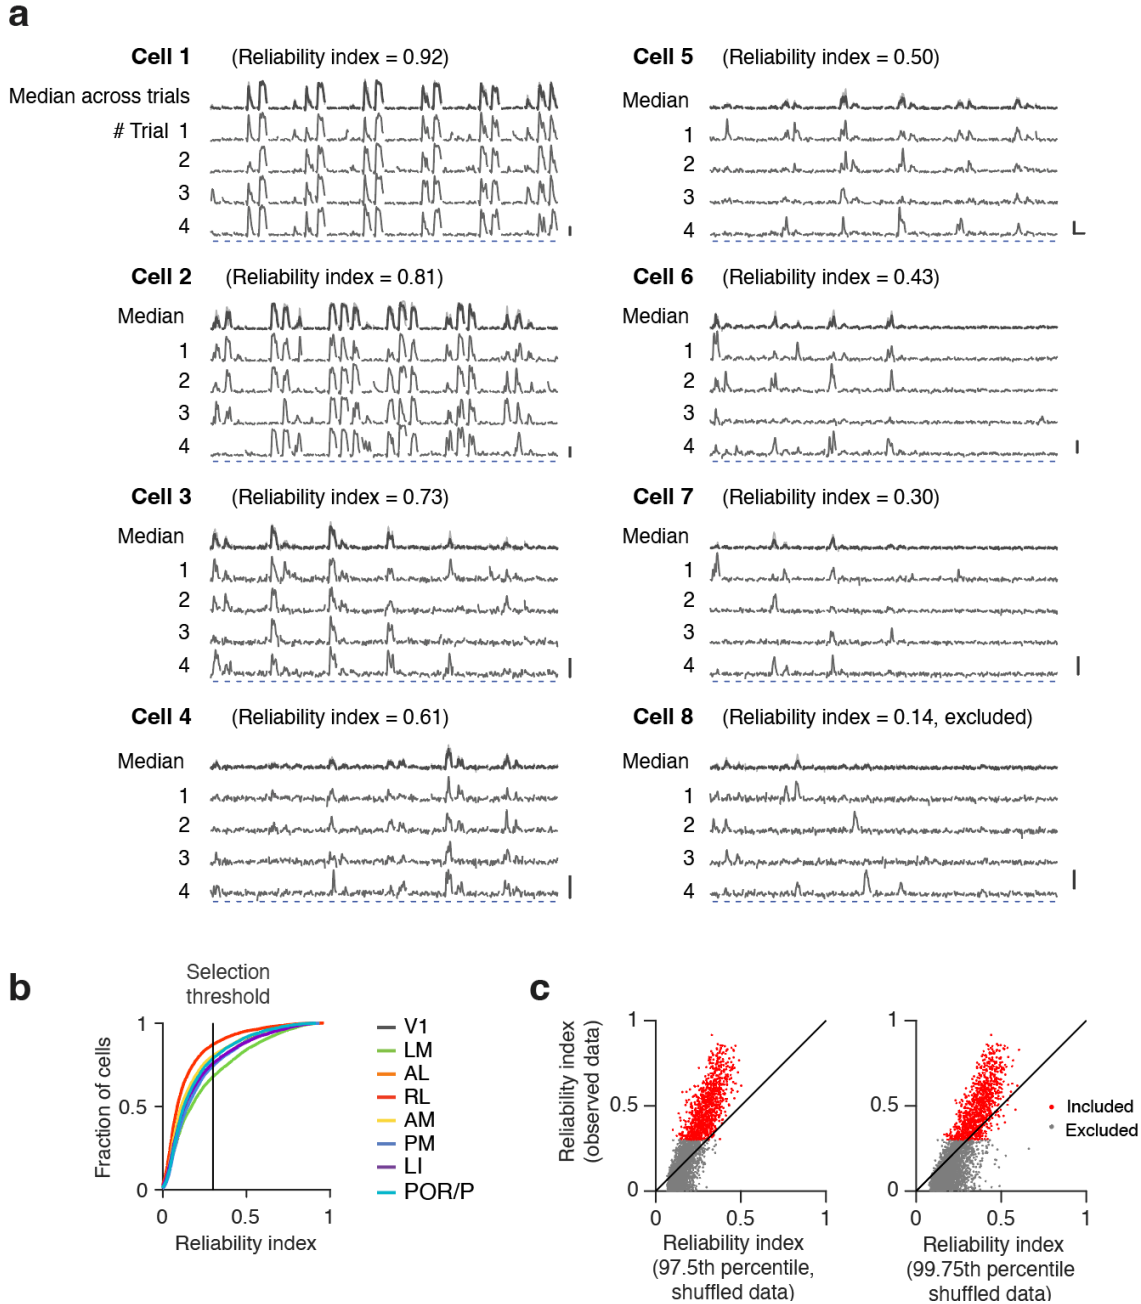 a
Cell 1 (Reliability index = 0.92)
Median across trials
# Trial 1
2
3
4
Cell 2 (Reliability index = 0.81)
Median
1
2
3
4
Cell 3 (Reliability index = 0.73)
Median
1
2
3
4
Cell 4 (Reliability index = 0.61)
Median
1
2
3
4
Cell 5 (Reliability index = 0.50)
Median
1
2
3
4
Cell 6 (Reliability index = 0.43)
Median
1
2
3
4
Cell 7 (Reliability index = 0.30)
Median
1
2
3
4
Cell 8 (Reliability index = 0.14, excluded)
Median
1
2
3
4
b
Selection
threshold
Fraction of cells
1
0.5
0
0 0.5 1
Reliability index
V1
LM
AL
RL
AM
PM
LI
POR/P
c
Reliability index
(observed data)
1
0.5
0
0 0.5 1
Reliability index
(97.5th percentile,
shuffled data)
1
0.5
0
0 0.5 1
Reliability index
(99.75th percentile
shuffled data)
Included
Excluded